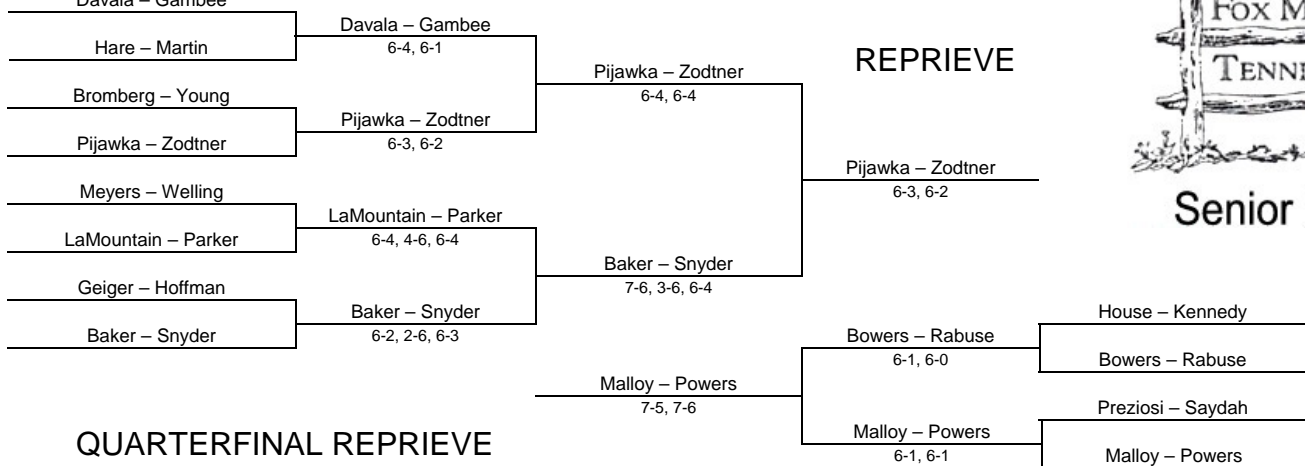 Davala – Gambee
Hare – Martin
Bromberg – Young
Pijawka – Zodtner
Meyers – Welling
LaMountain – Parker
Geiger – Hoffman
Baker – Snyder
Davala – Gambee
6-4, 6-1
Pijawka – Zodtner
6-3, 6-2
LaMountain – Parker
6-4, 4-6, 6-4
Baker – Snyder
6-2, 2-6, 6-3
Pijawka – Zodtner
6-4, 6-4
Baker – Snyder
7-6, 3-6, 6-4
Pijawka – Zodtner
6-3, 6-2
REPRIEVE
FOX M
TENN
Senior
House – Kennedy
Bowers – Rabuse
Preziosi – Saydah
Malloy – Powers
Bowers – Rabuse
6-1, 6-0
Malloy – Powers
6-1, 6-1
Malloy – Powers
7-5, 7-6
QUARTERFINAL REPRIEVE